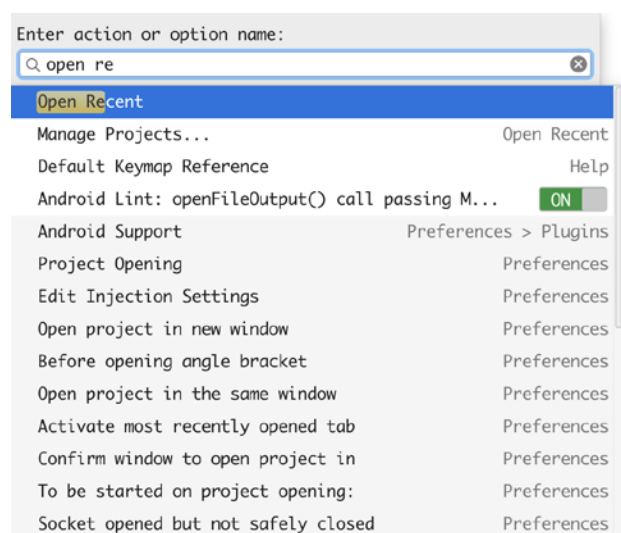 Enter action or option name:
open re
Open Recent
Manage Projects... Open Recent
Default Keymap Reference Help
Android Lint: openFileOutput() call passing M... ON
Android Support Preferences > Plugins
Project Opening Preferences
Edit Injection Settings Preferences
Open project in new window Preferences
Before opening angle bracket Preferences
Open project in the same window Preferences
Activate most recently opened tab Preferences
Confirm window to open project in Preferences
To be started on project opening: Preferences
Socket opened but not safely closed Preferences